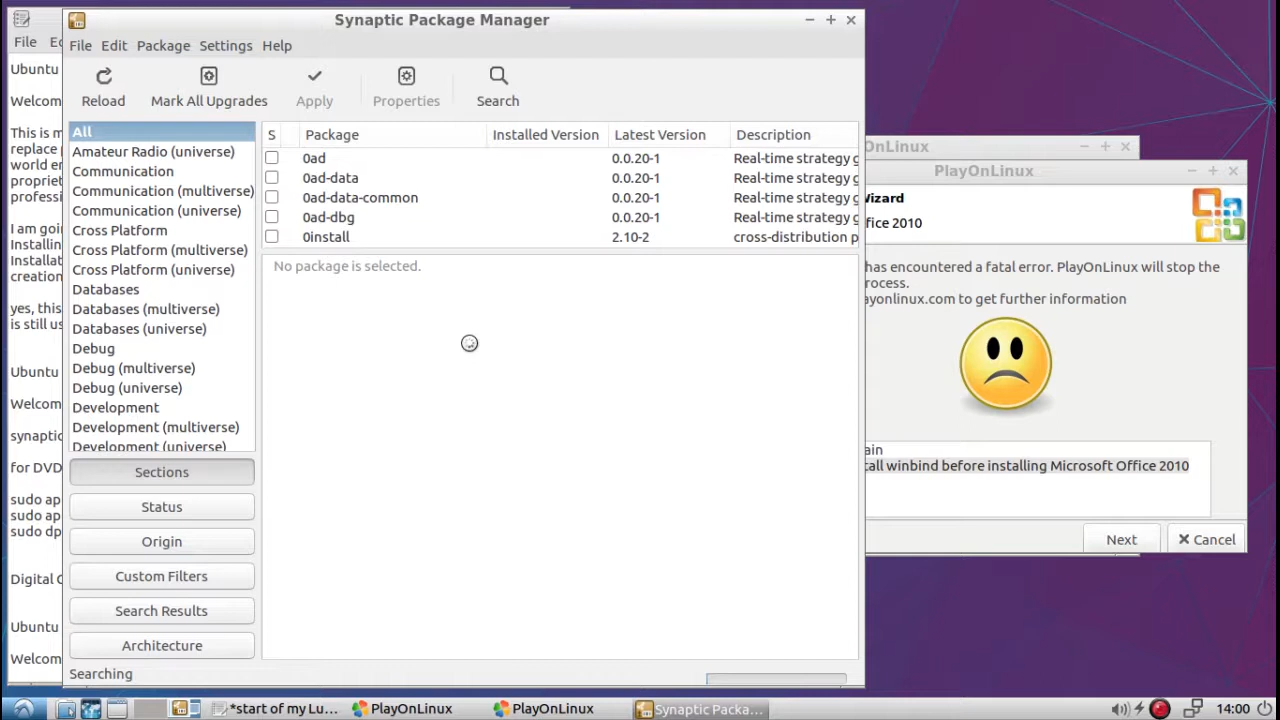 Synaptic Package Manager
File Edit Package Settings Help
Reload Mark All Upgrades Apply Properties Search
S Package Installed Version Latest Version Description
0ad 0.0.20-1 Real-time strategy g
0ad-data 0.0.20-1 Real-time strategy g
0ad-data-common 0.0.20-1 Real-time strategy g
0ad-dbg 0.0.20-1 Real-time strategy g
0install 2.10-2 cross-distribution p
No package is selected.
All
Amateur Radio (universe)
Communication
Communication (multiverse)
Communication (universe)
Cross Platform
Cross Platform (multiverse)
Cross Platform (universe)
Databases
Databases (multiverse)
Databases (universe)
Debug
Debug (multiverse)
Debug (universe)
Development
Development (multiverse)
Development (universe)
Sections
Status
Origin
Custom Filters
Search Results
Architecture
Searching
File Ed
Ubuntu
Welcom
This is m
replace p
world en
propriet
professi
I am goi
Installin
Installat
creation
yes, this
is still us
Ubuntu
Welcom
synaptic
for DVD
sudo ap
sudo ap
sudo dp
Digital C
Ubuntu
Welcom
OnLinux
PlayOnLinux
Wizard
ffice 2010
has encountered a fatal error. PlayOnLinux will stop the
rocess.
ayonlinux.com to get further information
ain
tall winbind before installing Microsoft Office 2010
Next Cancel
*start of my Lu... PlayOnLinux PlayOnLinux Synaptic Packa... 14:00